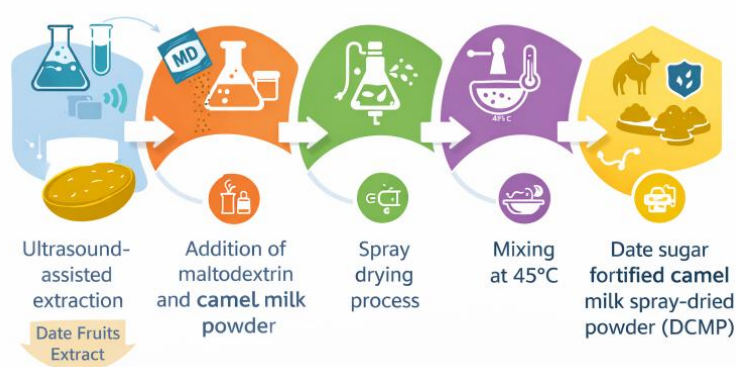 MD
45°C
Ultrasound-
assisted
extraction
Date Fruits
Extract
Addition of
maltodextrin
and camel milk
powder
Spray
drying
process
Mixing
at 45°C
Date sugar
fortified camel
milk spray-dried
powder (DCMP)